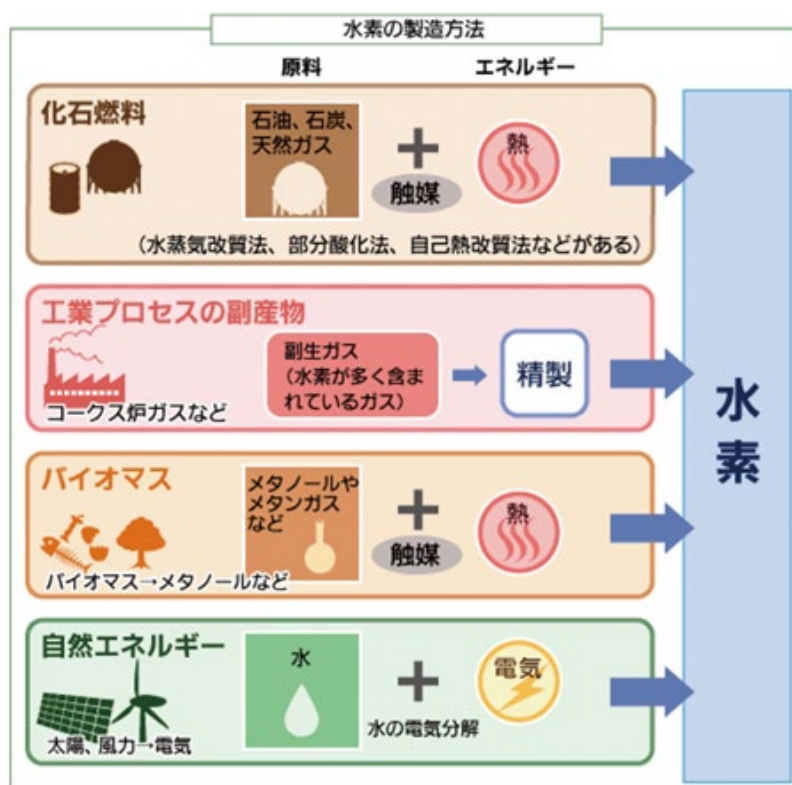 水素の製造方法
原料
エネルギー
化石燃料
石油、石炭、
天然ガス
+
触媒
熱
(水蒸気改質法、部分酸化法、自己熱改質法などがある)
工業プロセスの副産物
副生ガス
(水素が多く含ま
れているガス)
精製
コークス炉ガスなど
バイオマス
メタノールや
メタンガス
など
+
触媒
熱
バイオマス→メタノールなど
自然エネルギー
水
+
電気
水の電気分解
太陽、風力→電気
水素